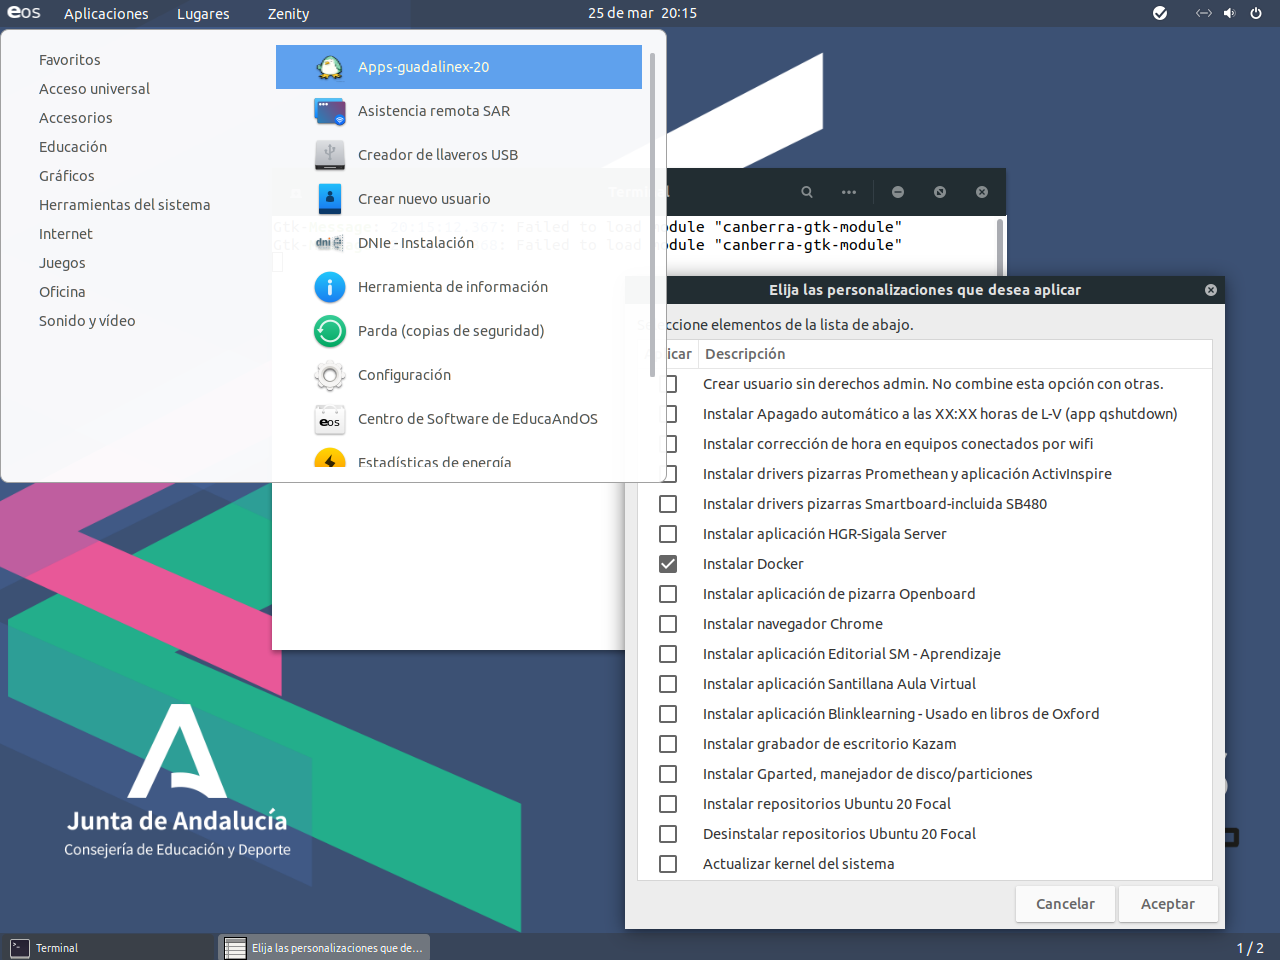 eos Aplicaciones Lugares Zenity 25 de mar 20:15
Favoritos
Acceso universal
Accesorios
Educación
Gráficos
Herramientas del sistema
Internet
Juegos
Oficina
Sonido y vídeo
Apps-guadalinex-20
Asistencia remota SAR
Creador de llaveros USB
Crear nuevo usuario
DNIe - Instalación
Herramienta de información
Parda (copias de seguridad)
Configuración
Centro de Software de EducaAndOS
Estadísticas de energía
Terminal
Failed to load module "canberra-gtk-module"
Failed to load module "canberra-gtk-module"
Elija las personalizaciones que desea aplicar
Seleccione elementos de la lista de abajo.
Aplicar Descripción
Crear usuario sin derechos admin. No combine esta opción con otras.
Instalar Apagado automático a las XX:XX horas de L-V (app qshutdown)
Instalar corrección de hora en equipos conectados por wifi
Instalar drivers pizarras Promethean y aplicación ActivInspire
Instalar drivers pizarras Smartboard-incluida SB480
Instalar aplicación HGR-Sigala Server
Instalar Docker
Instalar aplicación de pizarra Openboard
Instalar navegador Chrome
Instalar aplicación Editorial SM - Aprendizaje
Instalar aplicación Santillana Aula Virtual
Instalar aplicación Blinklearning - Usado en libros de Oxford
Instalar grabador de escritorio Kazam
Instalar Gparted, manejador de disco/particiones
Instalar repositorios Ubuntu 20 Focal
Desinstalar repositorios Ubuntu 20 Focal
Actualizar kernel del sistema
Cancelar Aceptar
Junta de Andalucía
Consejería de Educación y Deporte
Terminal
Elija las personalizaciones que de...
1 / 2